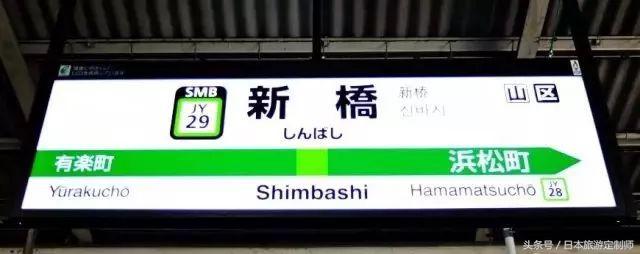 SMB
JY
29
新橋
しんばし
新桥
신바시
山 区
有楽町
浜松町
Yūrakuchō
Shimbashi
Hamamatsuchō
JY
28
头条号 / 日本旅游定制师